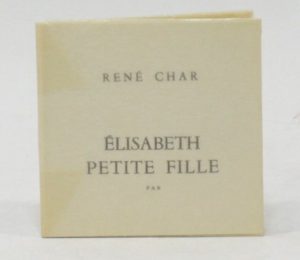 RENÉ CHAR
ÉLISABETH
PETITE FILLE
PAB